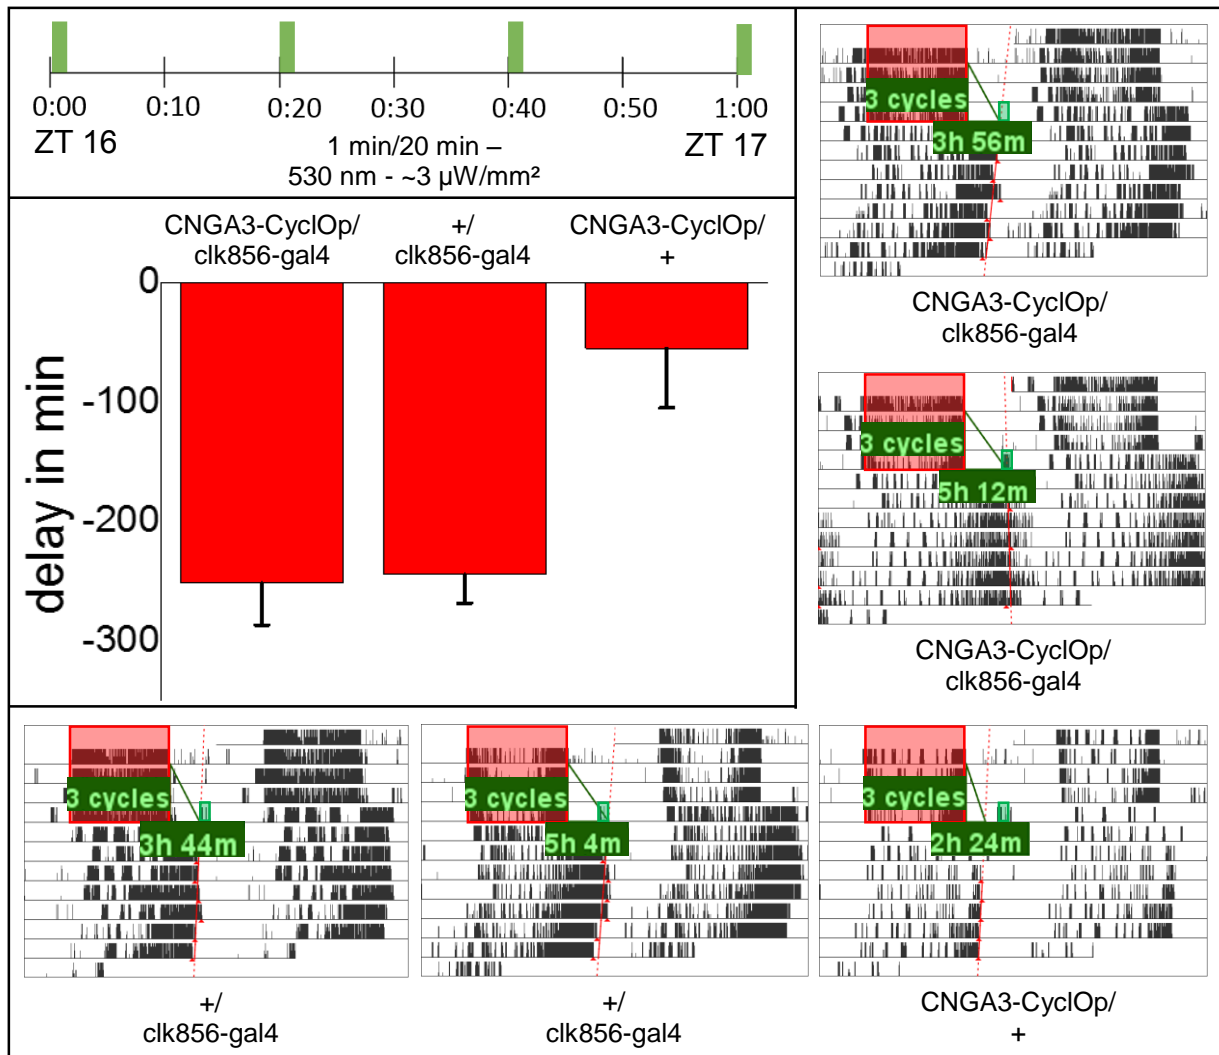 0:00 0:10 0:20 0:30 0:40 0:50 1:00
ZT 16 ZT 17
1 min/20 min –
530 nm - ~3 µW/mm²
CNGA3-CyclOp/
clk856-gal4
+/
clk856-gal4
CNGA3-CyclOp/
+
delay in min
0
-100
-200
-300
3 cycles
3h 56m
CNGA3-CyclOp/
clk856-gal4
3 cycles
5h 12m
CNGA3-CyclOp/
clk856-gal4
3 cycles
3h 44m
+/
clk856-gal4
3 cycles
5h 4m
+/
clk856-gal4
3 cycles
2h 24m
CNGA3-CyclOp/
+